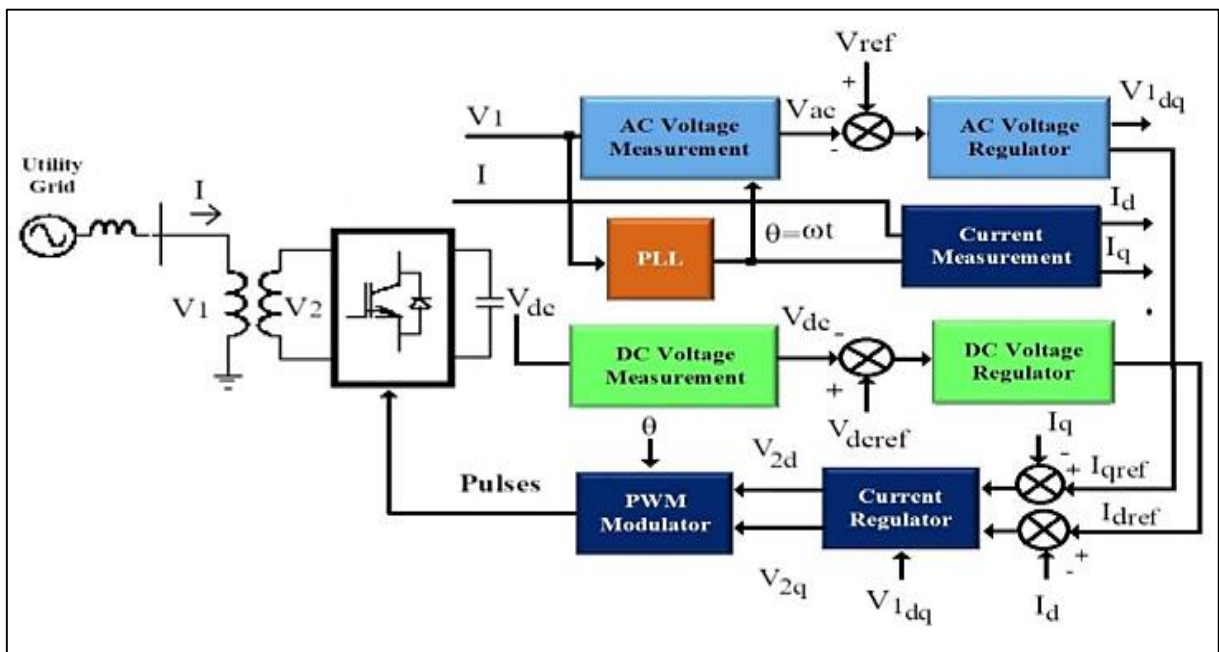 Vref
V1
AC Voltage
Measurement
Vac
+
-
AC Voltage
Regulator
V1dq
Utility
Grid
I
I
PLL
θ=ωt
Current
Measurement
Id
Iq
V1
V2
Vdc
DC Voltage
Measurement
Vdc
-
+
Vdcref
DC Voltage
Regulator
θ
Pulses
PWM
Modulator
V2d
V2q
Current
Regulator
V1dq
Iq
-
+
Iqref
Idref
-
+
Id